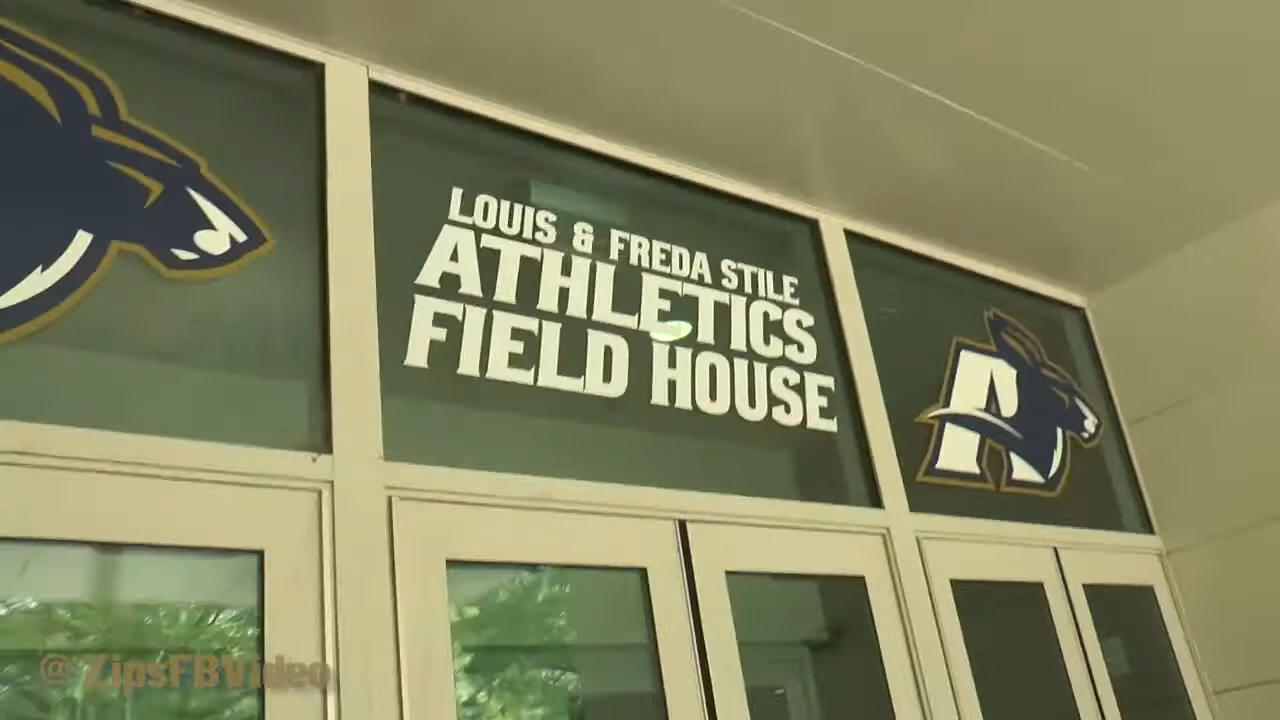 LOUIS & FREDA STILE
ATHLETICS
FIELD HOUSE
A
@ZipsFBVideo